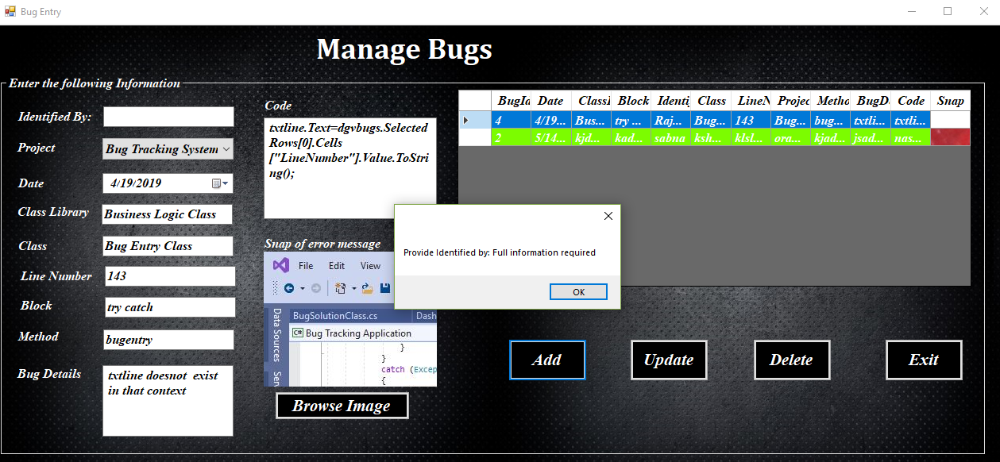 Bug Entry
Manage Bugs
Enter the following Information
Identified By:
Project
Bug Tracking System
Date
4/19/2019
Class Library
Business Logic Class
Class
Bug Entry Class
Line Number
143
Block
try catch
Method
bugentry
Bug Details
txtline doesnot exist
in that context
Code
txtline.Text=dgvbugs.Selected
Rows[0].Cells
["LineNumber"].Value.ToStri
ng();
Snap of error message
File Edit View
BugSolutionClass.cs Dash
Data Sources
C# Bug Tracking Application
}
}
catch (Excep
{
Browse Image
BugId Date ClassL Block Identif Class LineN Projec Metho BugD Code Snap
4 4/19... Bus... try ... Raj... Bug... 143 Bug... bug... txtli... txtli...
2 5/14... kjd... kad... sabna ksh... klsl... ora... kjad... jsad... nas...
Provide Identified by: Full information required
OK
Add Update Delete Exit